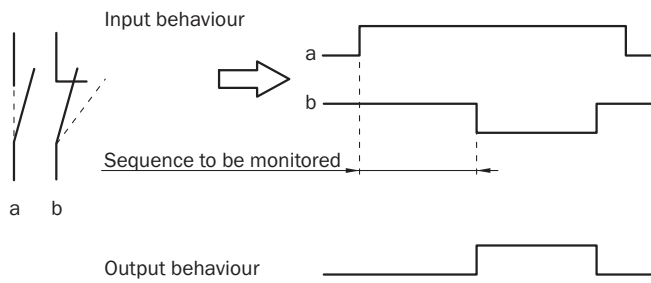 Input behaviour
a
b
Sequence to be monitored
a b
Output behaviour